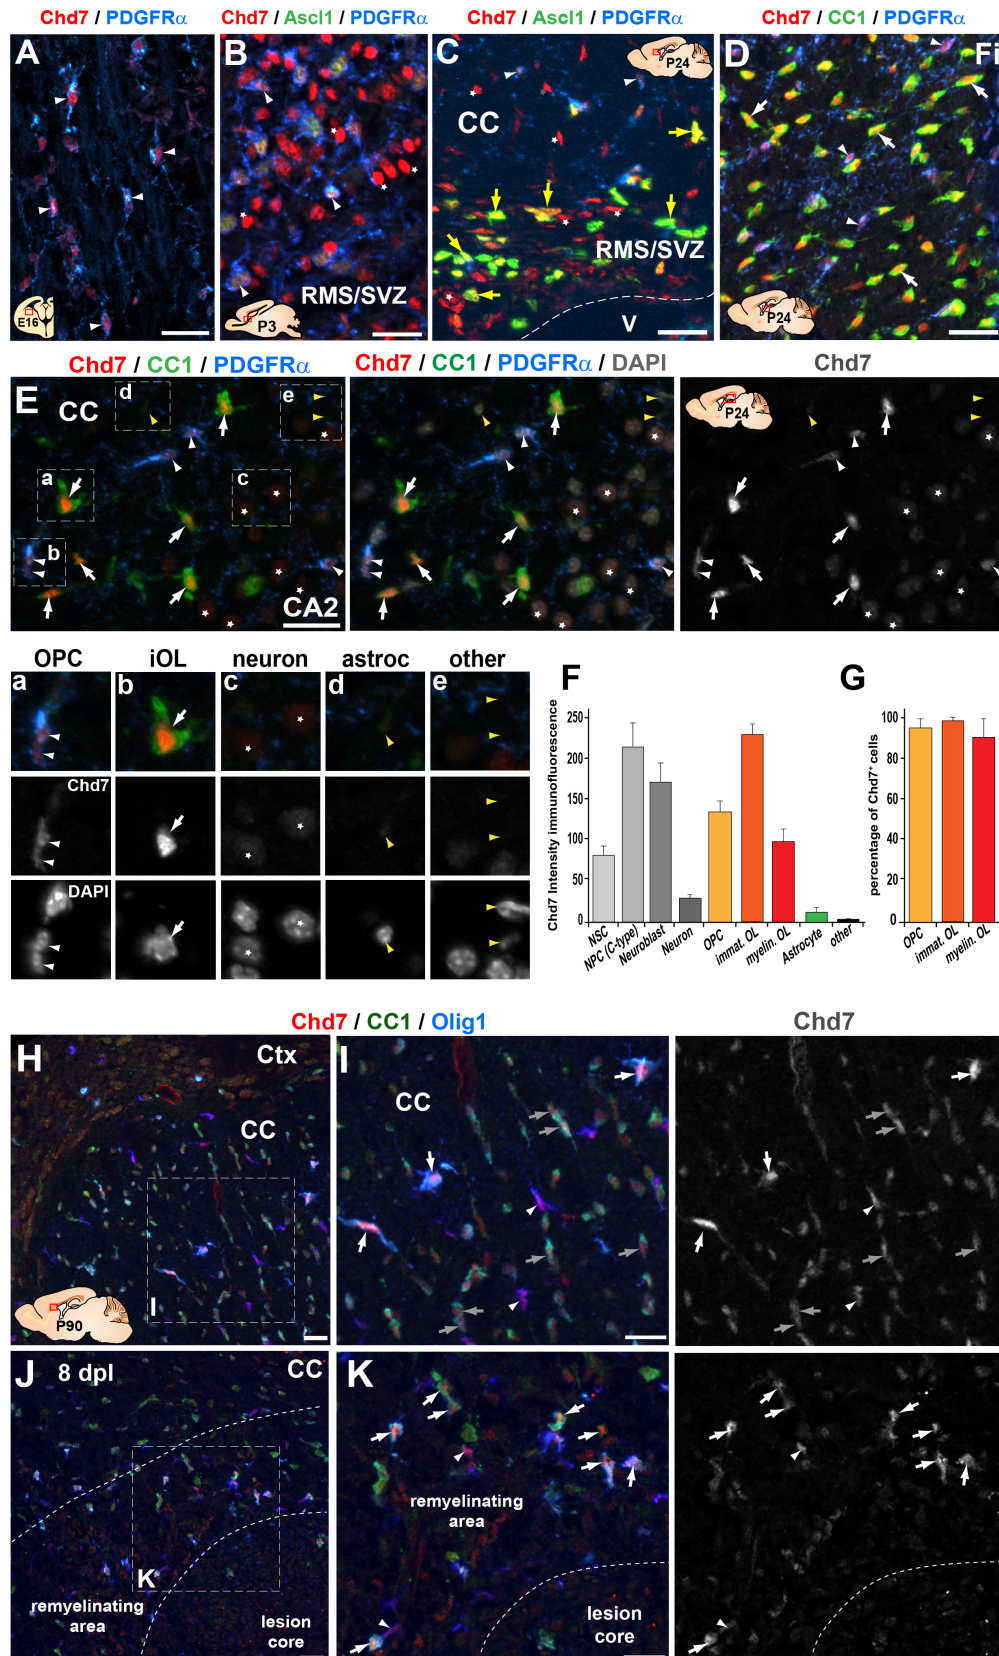 Chd7 / PDGFRα
Chd7 / Ascl1 / PDGFRα
Chd7 / Ascl1 / PDGFRα
Chd7 / CC1 / PDGFRα
A
E16
B
RMS/SVZ
P3
C
P24
CC
RMS/SVZ
V
D
Fi
P24
Chd7 / CC1 / PDGFRα
Chd7 / CC1 / PDGFRα / DAPI
Chd7
E
CC
d
e
a
c
b
CA2
P24
OPC
iOL
neuron
astroc
other
a
b
c
d
e
Chd7
DAPI
F
Chd7 Intensity immunofluorescence
250
200
150
100
50
0
NSC
NPC (C-type)
Neuroblast
Neuron
OPC
immat. OL
myelin. OL
Astrocyte
other
G
percentage of Chd7+ cells
100
80
60
40
20
0
OPC
immat. OL
myelin. OL
Chd7 / CC1 / Olig1
Chd7
H
Ctx
CC
I
P90
I
CC
J
8 dpl
CC
K
remyelinating
area
lesion
core
K
remyelinating
area
lesion
core